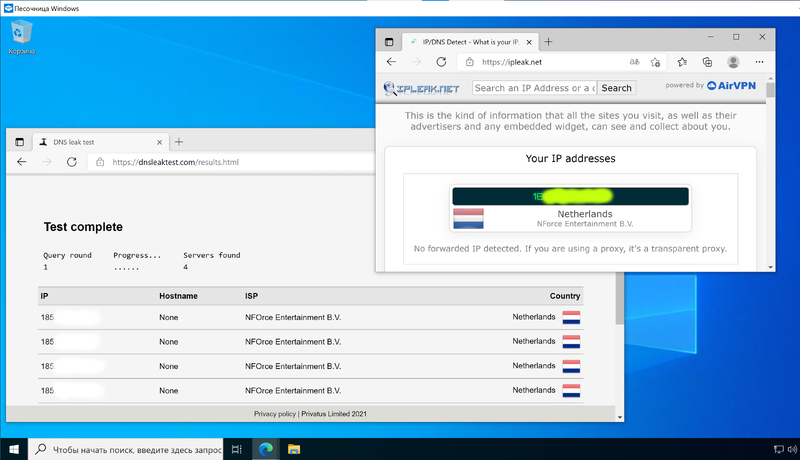 Песочница Windows
Корзина
IP/DNS Detect - What is your IP,
https://ipleak.net
IPLEAK.NET
Search an IP Address or a d
Search
powered by AirVPN
This is the kind of information that all the sites you visit, as well as their
advertisers and any embedded widget, can see and collect about you.
Your IP addresses
Netherlands
NForce Entertainment B.V.
No forwarded IP detected. If you are using a proxy, it's a transparent proxy.
DNS leak test
https://dnsleaktest.com/results.html
Test complete
Query round Progress... Servers found
1 ...... 4
IP Hostname ISP Country
185 None NFOrce Entertainment B.V. Netherlands
185 None NFOrce Entertainment B.V. Netherlands
185 None NFOrce Entertainment B.V. Netherlands
185 None NFOrce Entertainment B.V. Netherlands
Privacy policy | Privatus Limited 2021
Чтобы начать поиск, введите здесь запрос